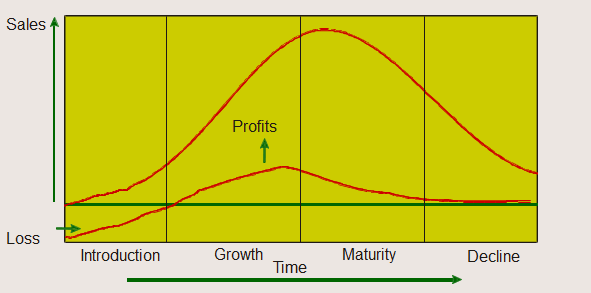 Sales
Profits
Loss
Introduction
Growth
Maturity
Decline
Time